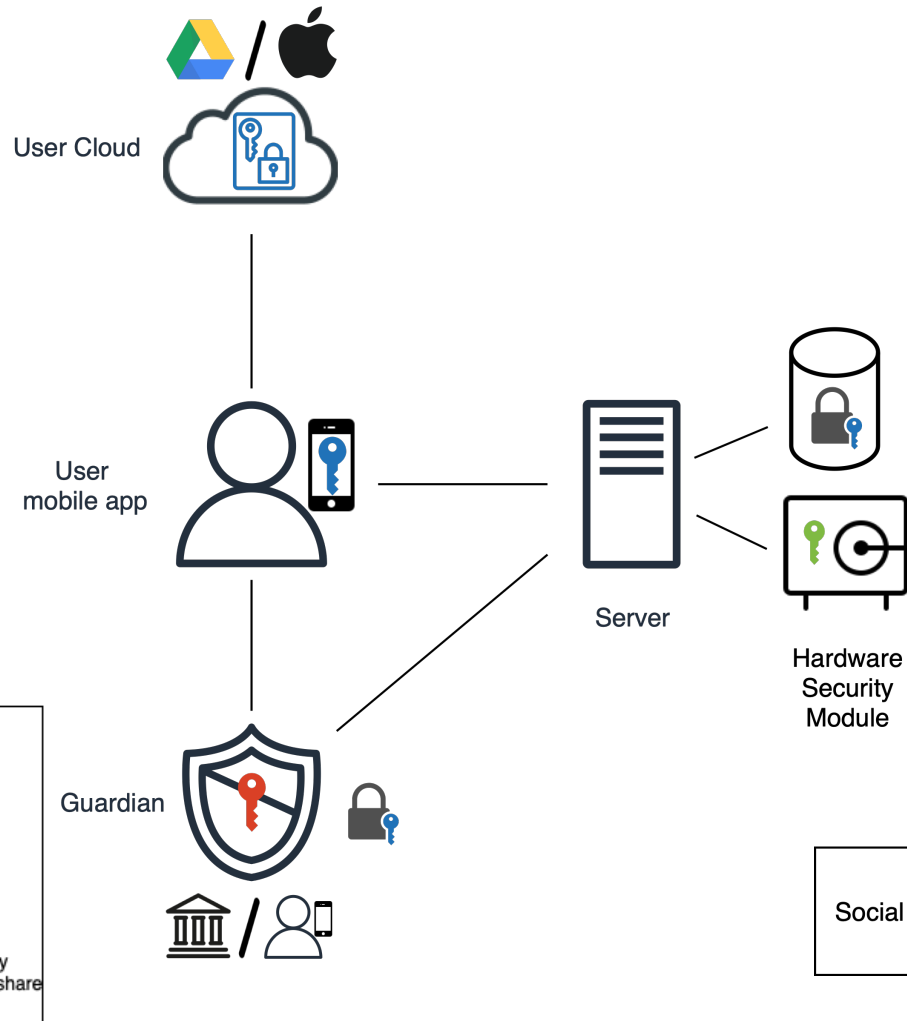 User Cloud
User
mobile app
Server
Hardware
Security
Module
Guardian
Social
share